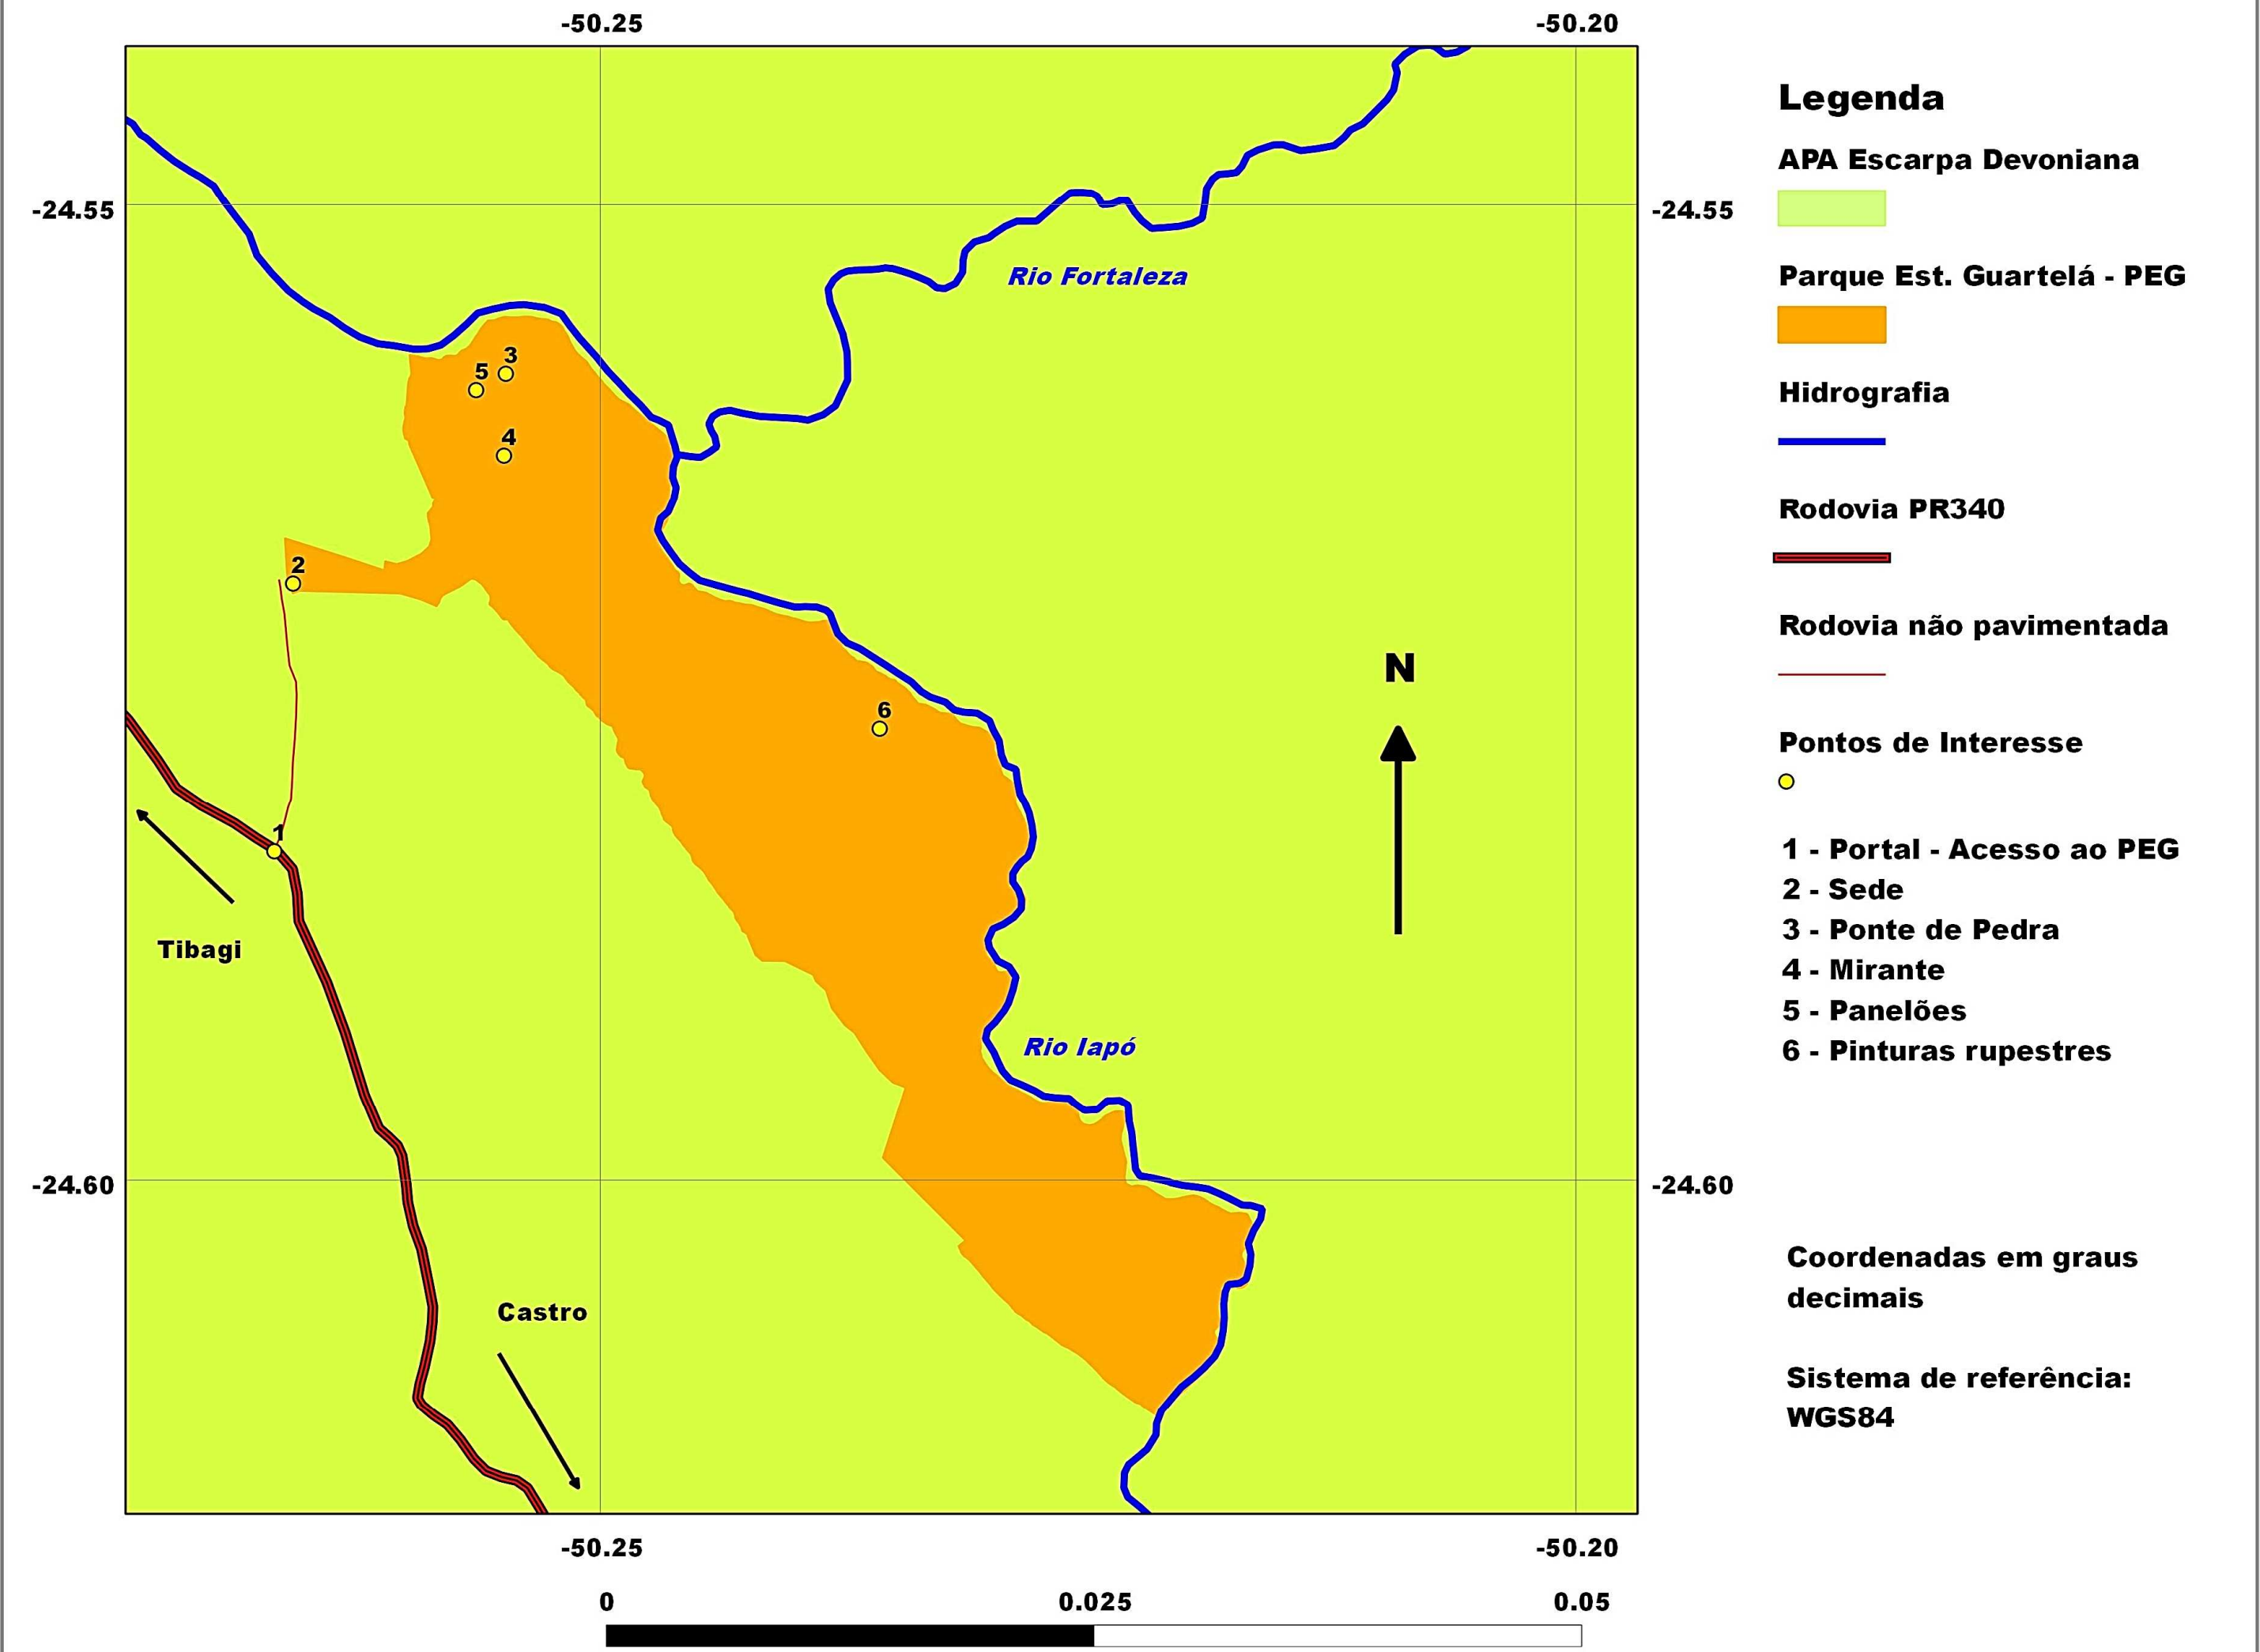 -50.25
-50.20
-24.55
-24.55
Rio Fortaleza
3
5
4
2
6
1
N
Tibagi
Rio Iapó
-24.60
-24.60
Castro
-50.25
-50.20
0
0.025
0.05
Legenda
APA Escarpa Devoniana
Parque Est. Guartelá - PEG
Hidrografia
Rodovia PR340
Rodovia não pavimentada
Pontos de Interesse
1 - Portal - Acesso ao PEG
2 - Sede
3 - Ponte de Pedra
4 - Mirante
5 - Panelões
6 - Pinturas rupestres
Coordenadas em graus
decimais
Sistema de referência:
WGS84